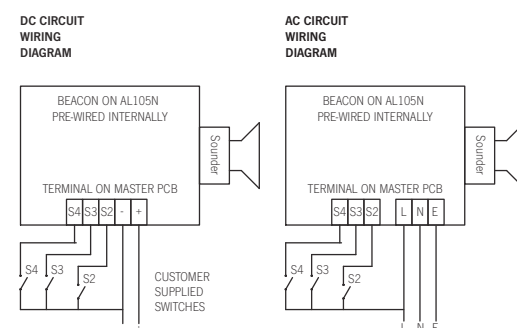 DC CIRCUIT
WIRING
DIAGRAM
BEACON ON AL105N
PRE-WIRED INTERNALLY
Sounder
TERMINAL ON MASTER PCB
S4 S3 S2 - +
S4 S3
S2
CUSTOMER
SUPPLIED
SWITCHES
- +
AC CIRCUIT
WIRING
DIAGRAM
BEACON ON AL105N
PRE-WIRED INTERNALLY
Sounder
TERMINAL ON MASTER PCB
S4 S3 S2 L N E
S4 S3
S2
L N E